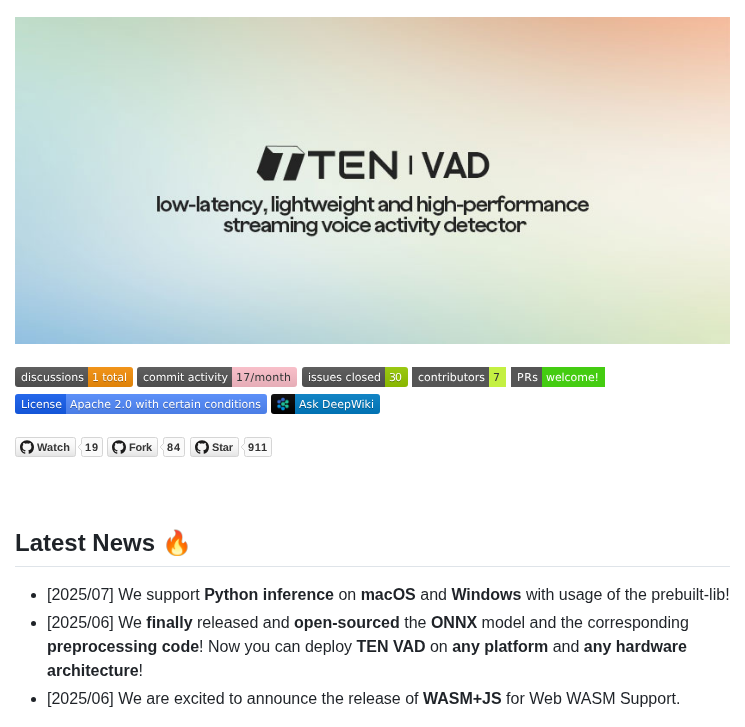 TEN | VAD
low-latency, lightweight and high-performance
streaming voice activity detector
discussions 1 total commit activity 17/month issues closed 30 contributors 7 PRs welcome!
License Apache 2.0 with certain conditions Ask DeepWiki
Watch 19 Fork 84 Star 911
Latest News 🔥
• [2025/07] We support Python inference on macOS and Windows with usage of the prebuilt-lib!
• [2025/06] We finally released and open-sourced the ONNX model and the corresponding
preprocessing code! Now you can deploy TEN VAD on any platform and any hardware
architecture!
• [2025/06] We are excited to announce the release of WASM+JS for Web WASM Support.